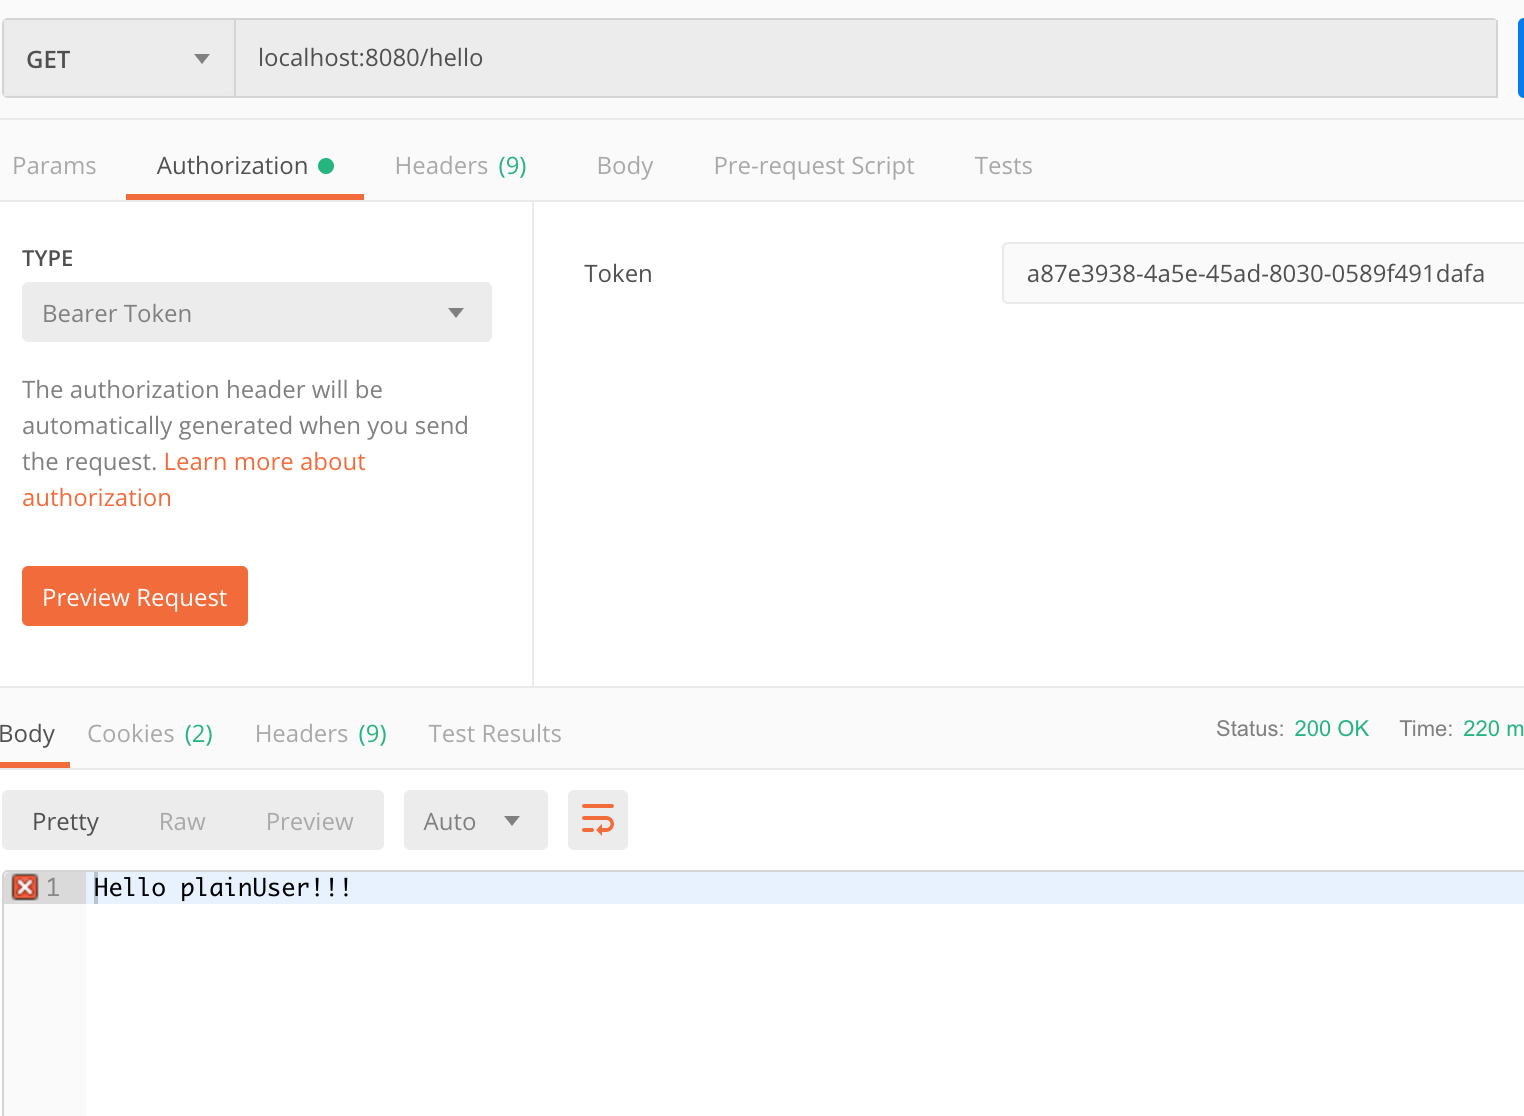 GET localhost:8080/hello
Params Authorization Headers (9) Body Pre-request Script Tests
TYPE
Token a87e3938-4a5e-45ad-8030-0589f491dafa
Bearer Token
The authorization header will be
automatically generated when you send
the request. Learn more about
authorization
Preview Request
Body Cookies (2) Headers (9) Test Results Status: 200 OK Time: 220 m
Pretty Raw Preview Auto
1 Hello plainUser!!!